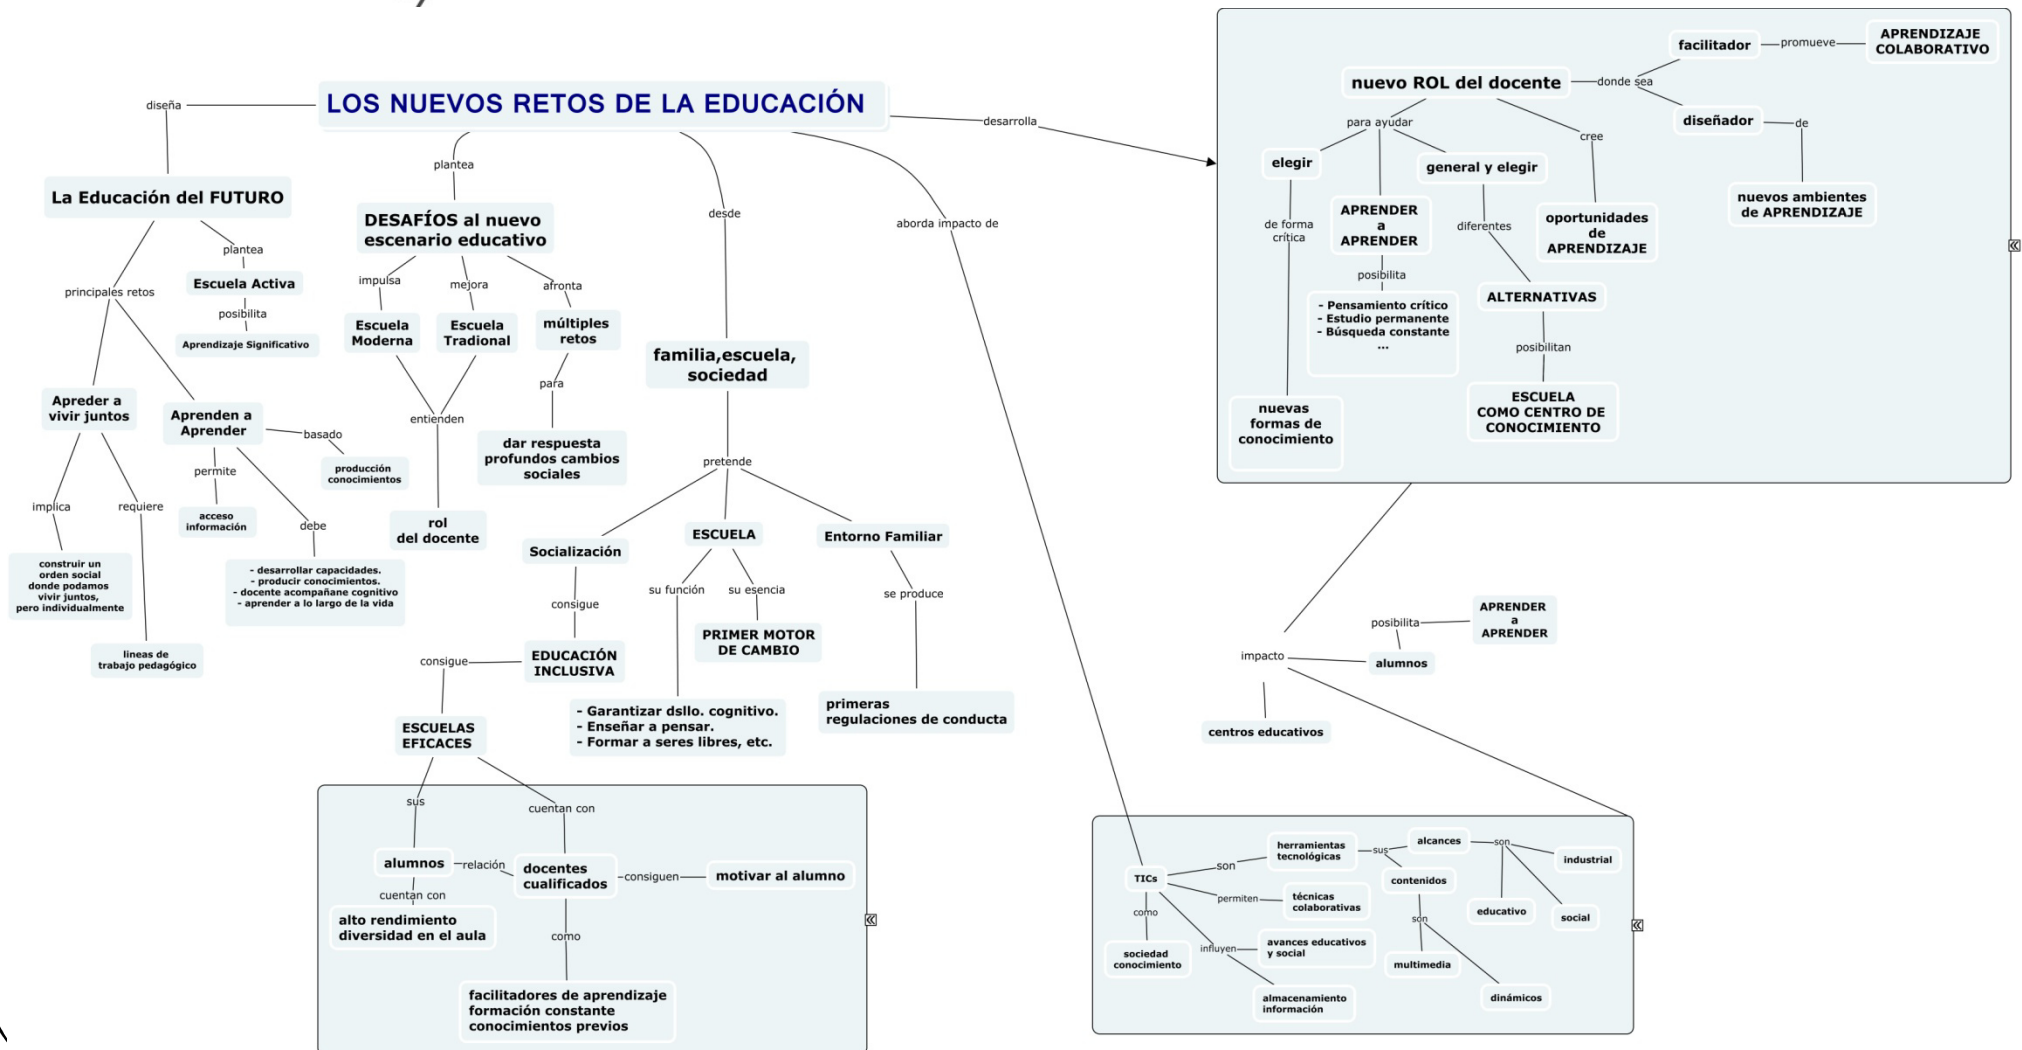 LOS NUEVOS RETOS DE LA EDUCACIÓN
diseña
La Educación del FUTURO
plantea
Escuela Activa
posibilita
Aprendizaje Significativo
principales retos
Apreder a
vivir juntos
implica
construir un
orden social
donde podamos
vivir juntos,
pero individualmente
requiere
lineas de
trabajo pedagógico
Aprenden a
Aprender
basado
producción
conocimientos
permite
acceso
información
debe
- desarrollar capacidades.
- producir conocimientos.
- docente acompañane cognitivo
- aprender a lo largo de la vida
plantea
DESAFÍOS al nuevo
escenario educativo
impulsa
mejora
afronta
Escuela
Moderna
Escuela
Tradional
múltiples
retos
entienden
rol
del docente
para
dar respuesta
profundos cambios
sociales
desde
familia,escuela,
sociedad
pretende
Socialización
consigue
EDUCACIÓN
INCLUSIVA
consigue
ESCUELAS
EFICACES
ESCUELA
su función
su esencia
PRIMER MOTOR
DE CAMBIO
- Garantizar dsllo. cognitivo.
- Enseñar a pensar.
- Formar a seres libres, etc.
Entorno Familiar
se produce
primeras
regulaciones de conducta
sus
cuentan con
alumnos
relación
docentes
cualificados
consiguen
motivar al alumno
cuentan con
alto rendimiento
diversidad en el aula
como
facilitadores de aprendizaje
formación constante
conocimientos previos
aborda impacto de
desarrolla
nuevo ROL del docente
donde sea
facilitador
promueve
APRENDIZAJE
COLABORATIVO
diseñador
de
nuevos ambientes
de APRENDIZAJE
para ayudar
cree
elegir
de forma
crítica
nuevas
formas de
conocimiento
APRENDER
a
APRENDER
posibilita
- Pensamiento crítico
- Estudio permanente
- Búsqueda constante
...
general y elegir
diferentes
ALTERNATIVAS
posibilitan
ESCUELA
COMO CENTRO DE
CONOCIMIENTO
oportunidades
de
APRENDIZAJE
impacto
posibilita
APRENDER
a
APRENDER
alumnos
centros educativos
TICs
son
herramientas
tecnológicas
sus
alcances
son
industrial
educativo
social
contenidos
son
multimedia
dinámicos
permiten
técnicas
colaborativas
como
sociedad
conocimiento
influyen
avances educativos
y social
almacenamiento
información